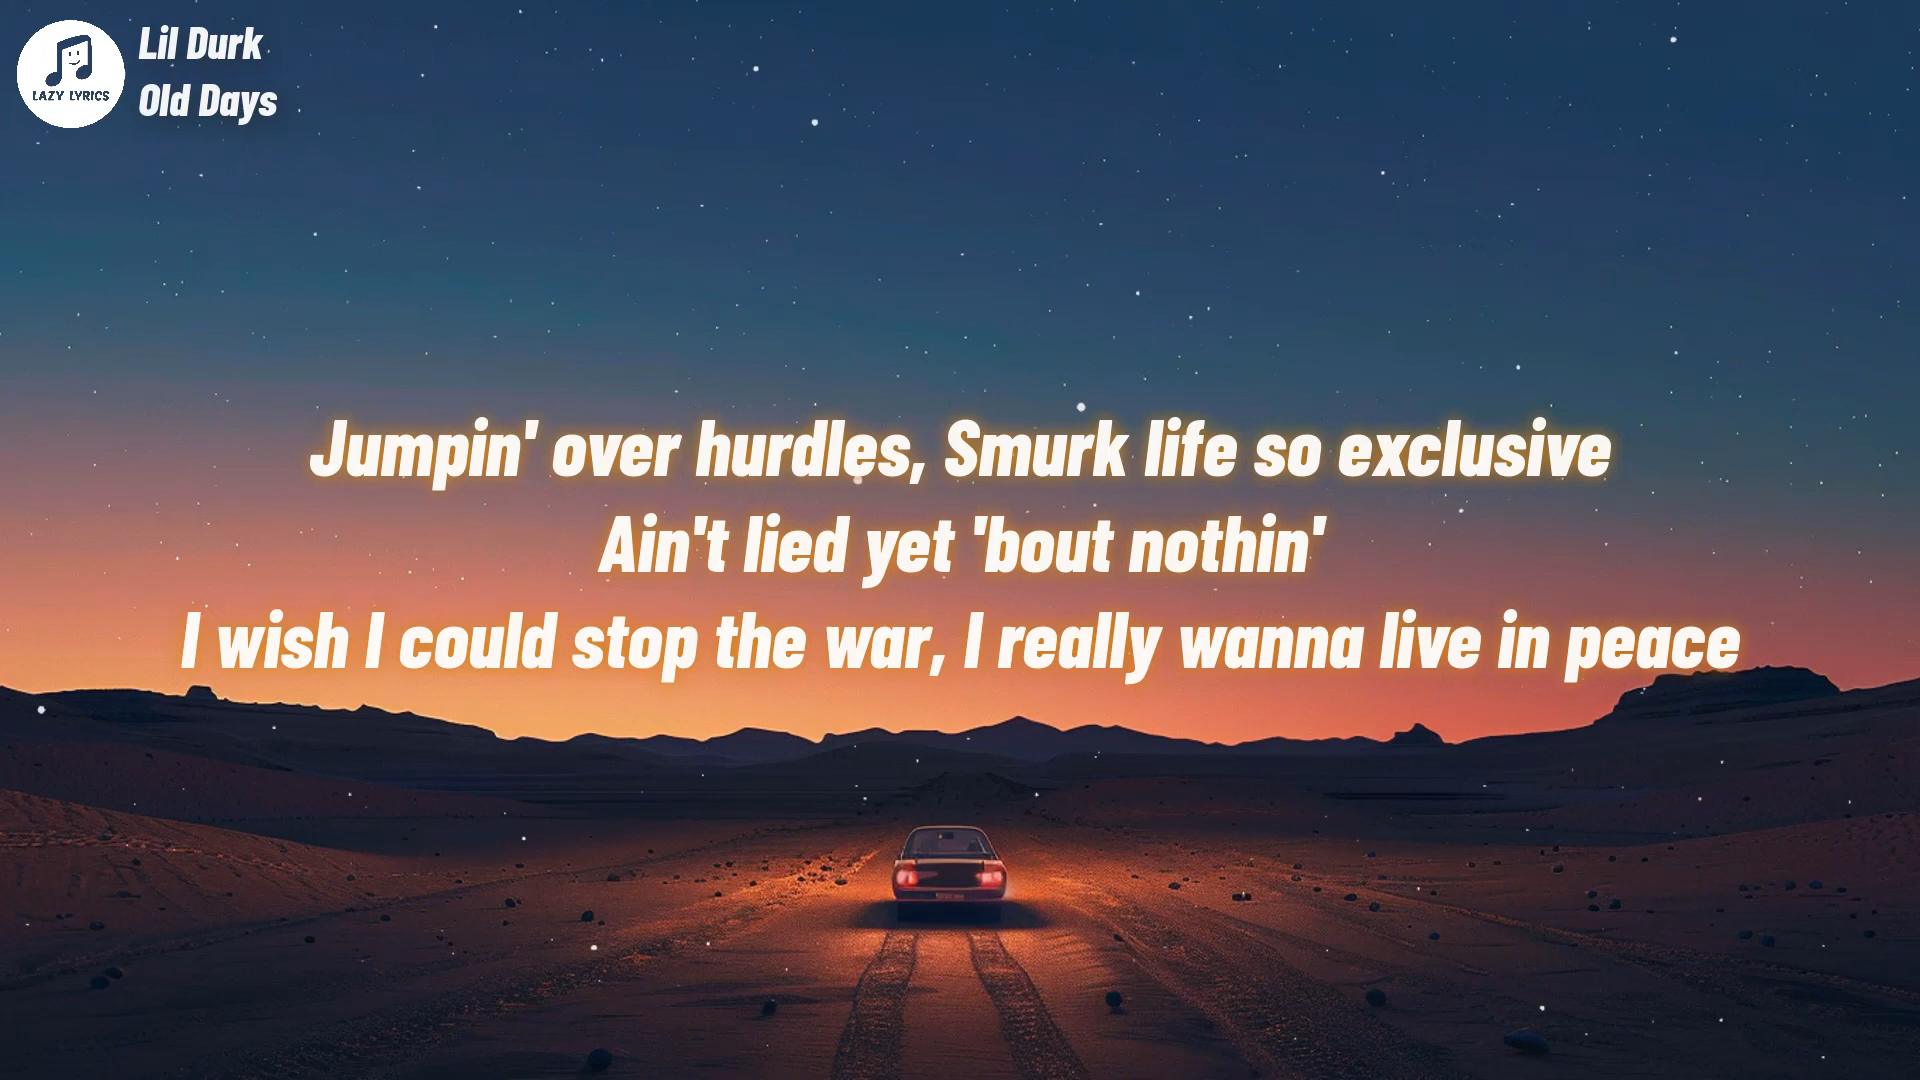 Lil Durk
Old Days
LAZY LYRICS
Jumpin' over hurdles, Smurk life so exclusive
Ain't lied yet 'bout nothin'
I wish I could stop the war, I really wanna live in peace